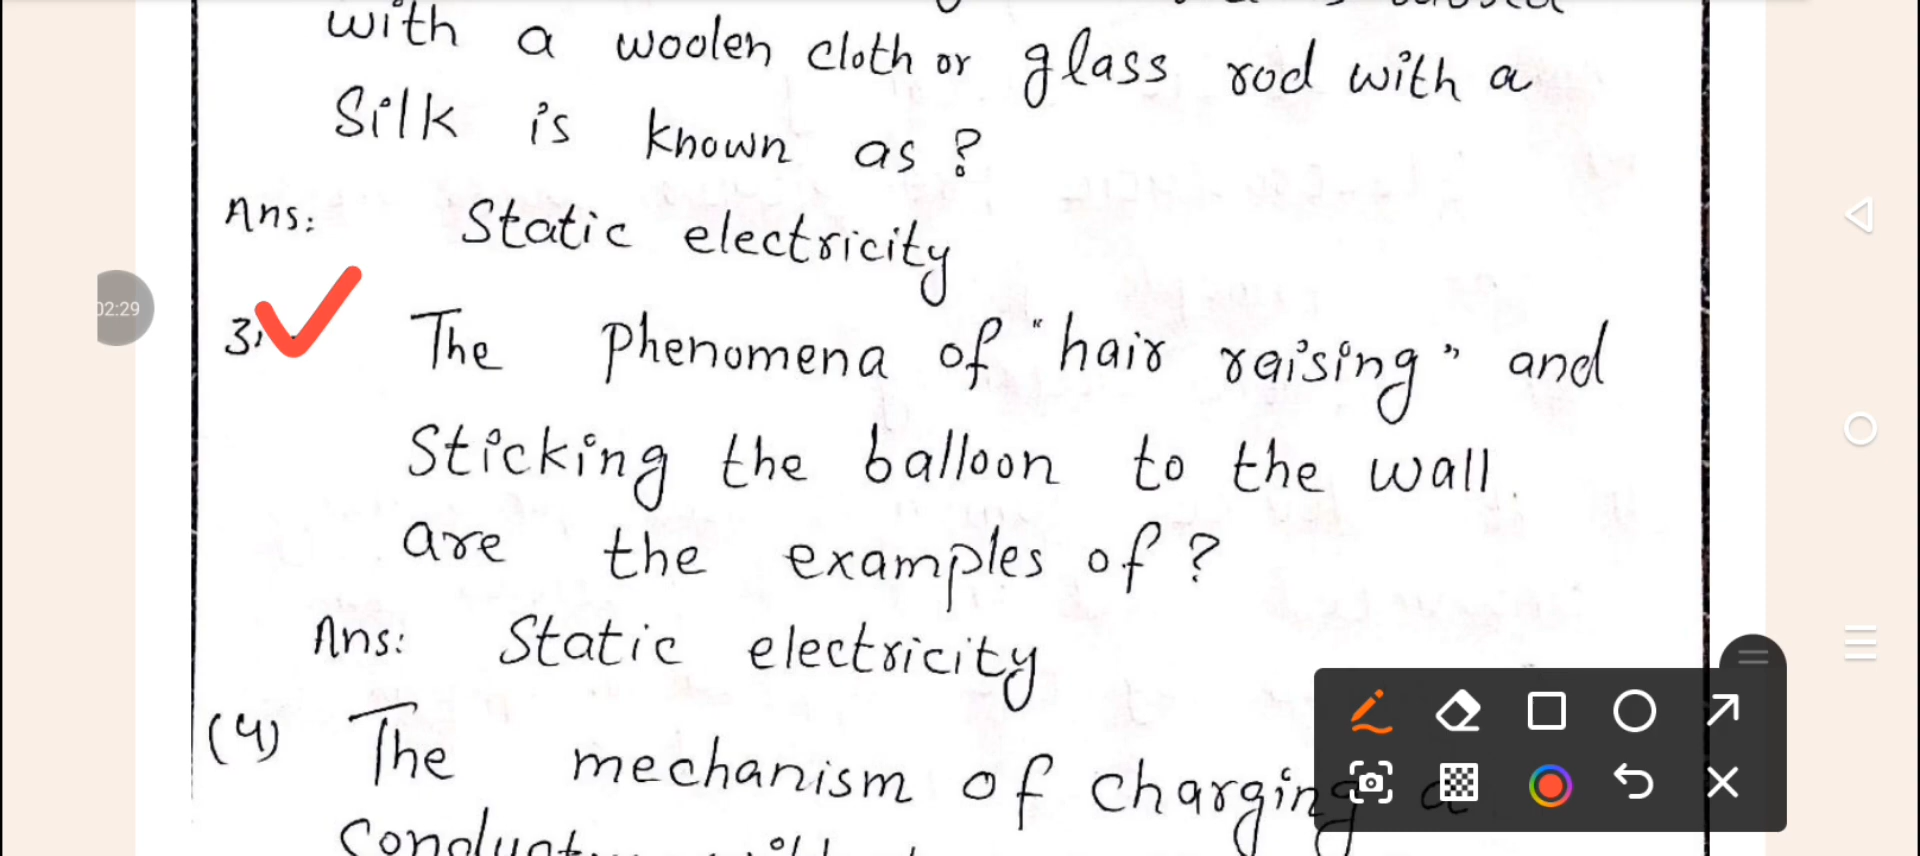 with a woolen cloth or glass rod with a
Silk is known as ?
Ans: Static electricity
02:29
3, The Phenomena of "hair raising" and
Sticking the balloon to the wall.
are the examples of ?
Ans: Static electricity
(4) The mechanism of charging a